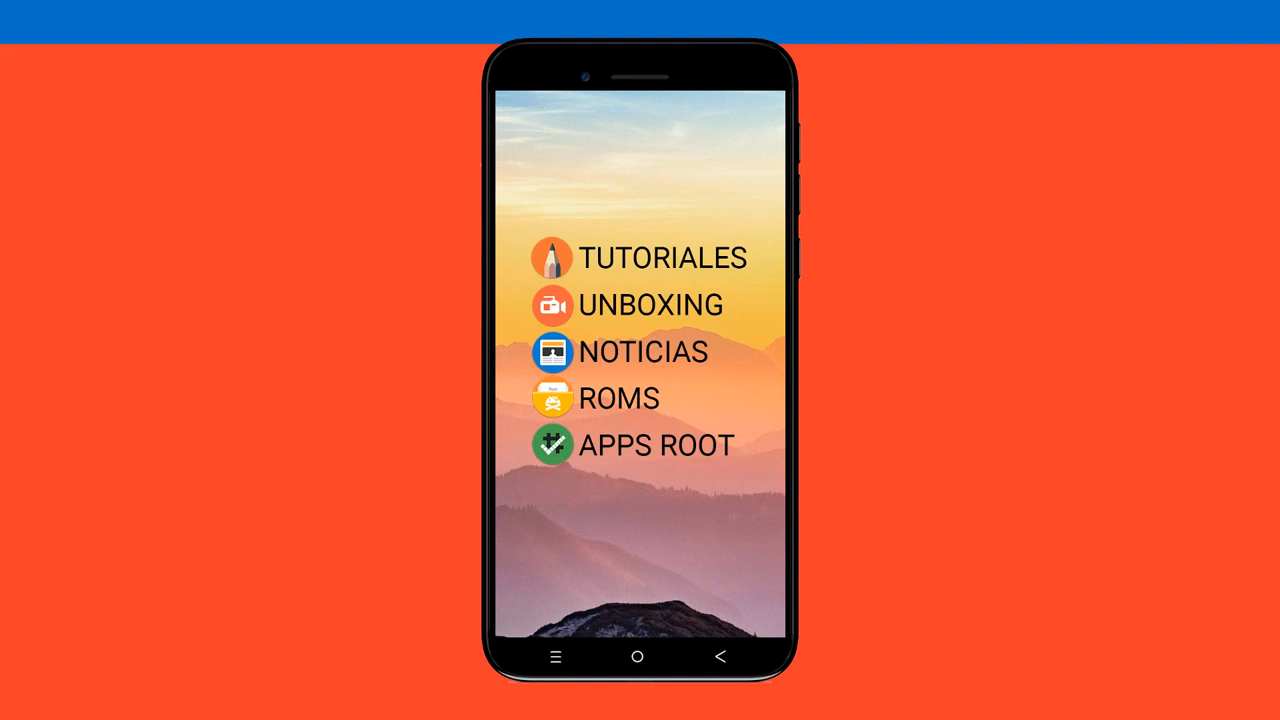 TUTORIALES
UNBOXING
NOTICIAS
ROMS
APPS ROOT